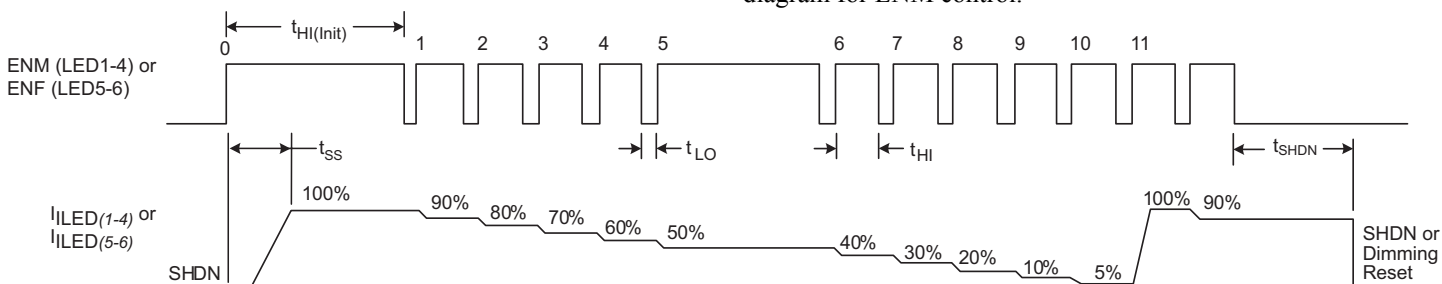 diagram for ENM control.
t HI(Init)
0 1 2 3 4 5 6 7 8 9 10 11
ENM (LED1-4) or
ENF (LED5-6)
tSS tLO tHI tSHDN
100% 90% 80% 70% 60% 50% 40% 30% 20% 10% 5% 100% 90%
IILED(1-4) or
IILED(5-6)
SHDN
SHDN or
Dimming
Reset